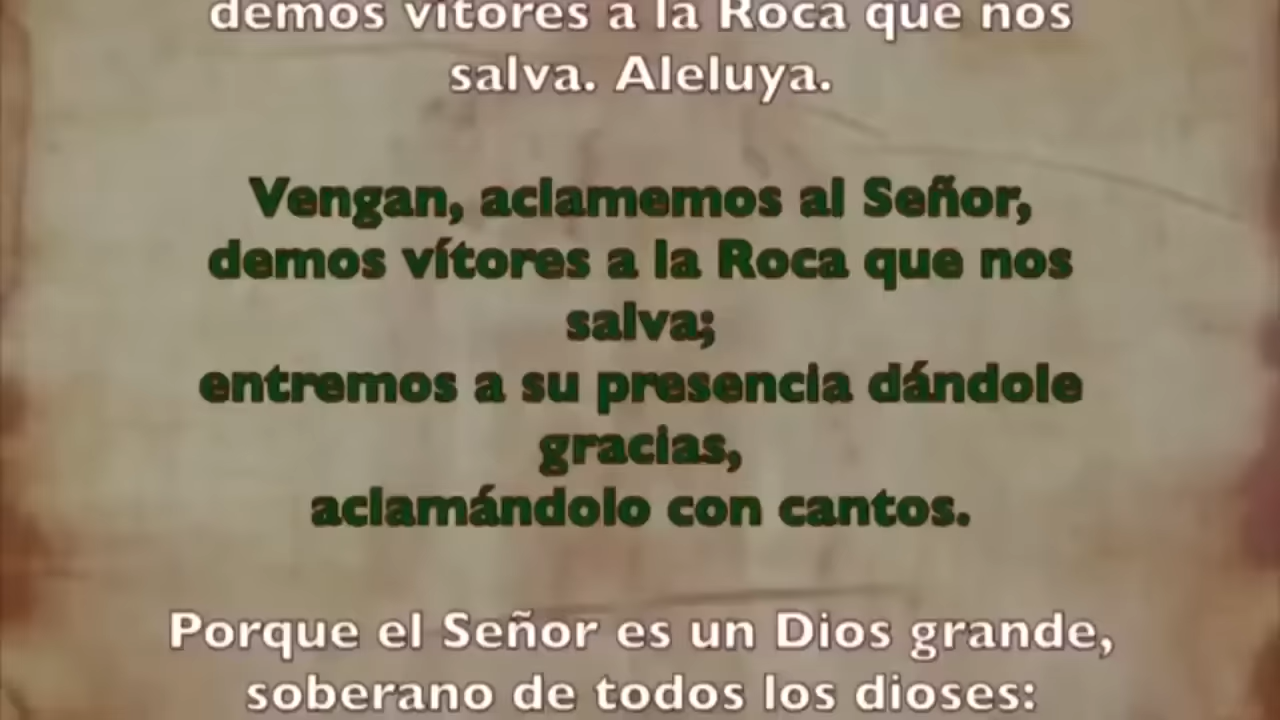 demos vítores a la Roca que nos
salva. Aleluya.
Vengan, aclamemos al Señor,
demos vítores a la Roca que nos
salva;
entremos a su presencia dándole
gracias,
aclamándolo con cantos.
Porque el Señor es un Dios grande,
soberano de todos los dioses: